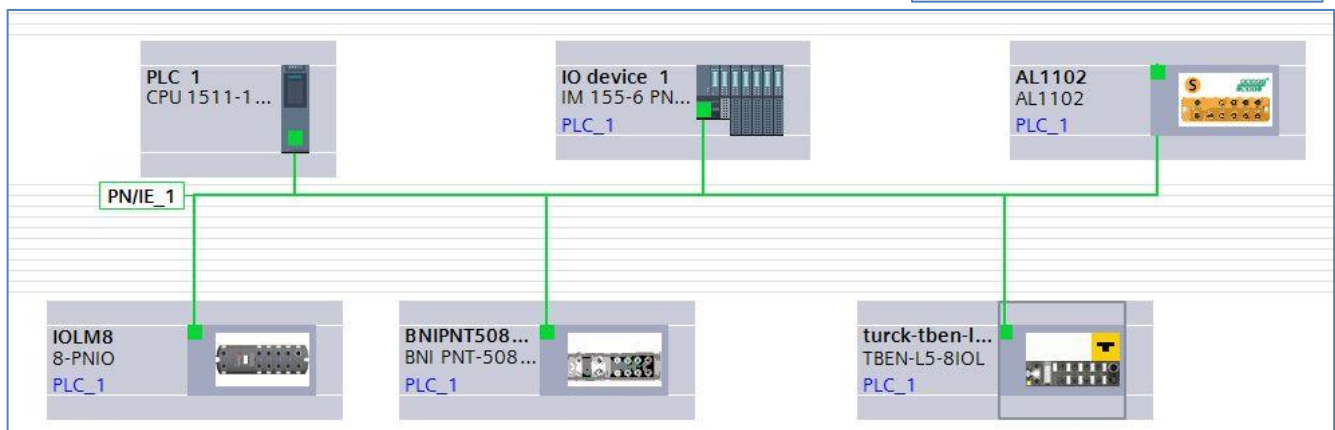 PLC_1
CPU 1511-1...
IO device_1
IM 155-6 PN...
PLC_1
AL1102
AL1102
PLC_1
PN/IE_1
IOLM8
8-PNIO
PLC_1
BNIPNT508...
BNI PNT-508...
PLC_1
turck-tben-l...
TBEN-L5-8IOL
PLC_1